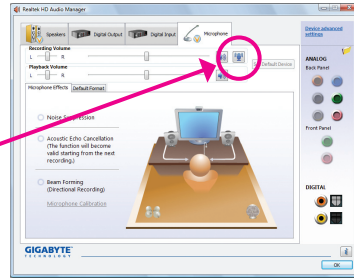 Realtek HD Audio Manager
Speakers
Digital Output
Digital Input
Microphone
Device advanced
settings
Recording Volume
L R
Default Device
Playback Volume
L R
ANALOG
Back Panel
Microphone Effects
Default Format
Noise Suppression
Acoustic Echo Cancellation
(The function will become
valid starting from the next
recording.)
Beam Forming
(Directional Recording)
Microphone Calibration
Front Panel
DIGITAL
GIGABYTE
TECHNOLOGY
i
OK